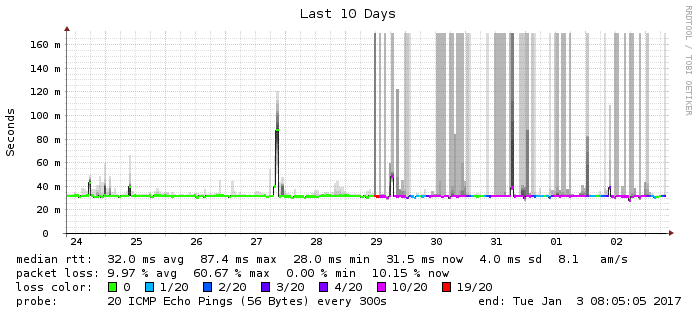 Last 10 Days
RRDTOOL / TOBI OETIKER
Seconds
160 m
140 m
120 m
100 m
80 m
60 m
40 m
20 m
0
24 25 26 27 28 29 30 31 01 02
median rtt: 32.0 ms avg 87.4 ms max 28.0 ms min 31.5 ms now 4.0 ms sd 8.1 am/s
packet loss: 9.97 % avg 60.67 % max 0.00 % min 10.15 % now
loss color: 0 1/20 2/20 3/20 4/20 10/20 19/20
probe: 20 ICMP Echo Pings (56 Bytes) every 300s end: Tue Jan 3 08:05:05 2017